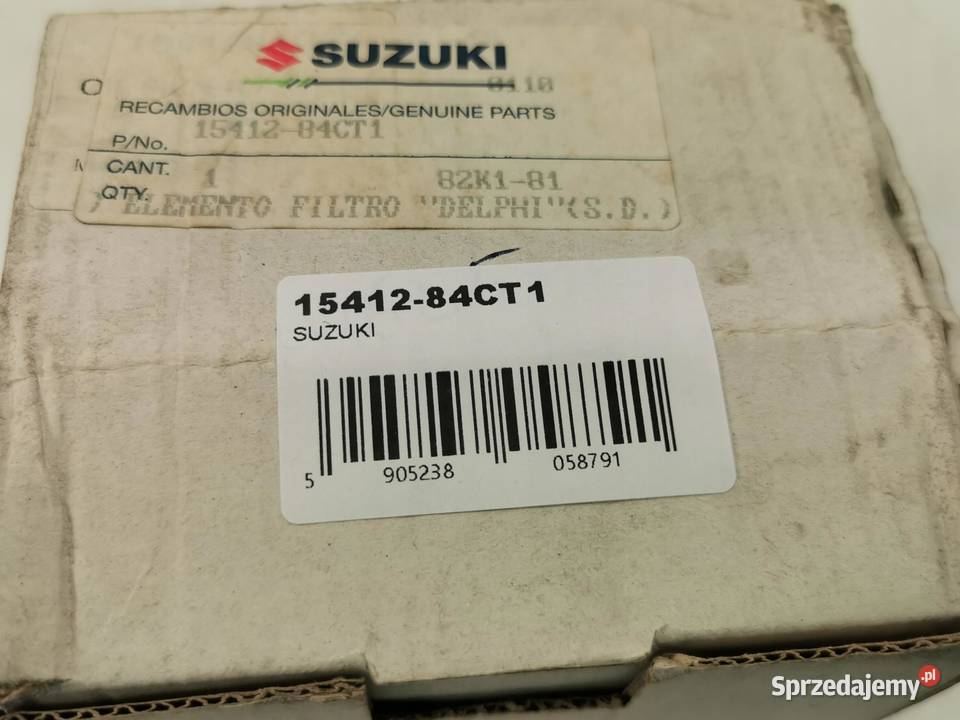 SUZUKI
0110
RECAMBIOS ORIGINALES/GENUINE PARTS
P/No. 15412-84CT1
CANT. 1 82K1-81
QTY.
) ELEMENTO FILTRO "DELPHI"(S.D.)
15412-84CT1
SUZUKI
5 905238 058791
Sprzedajemy.pl